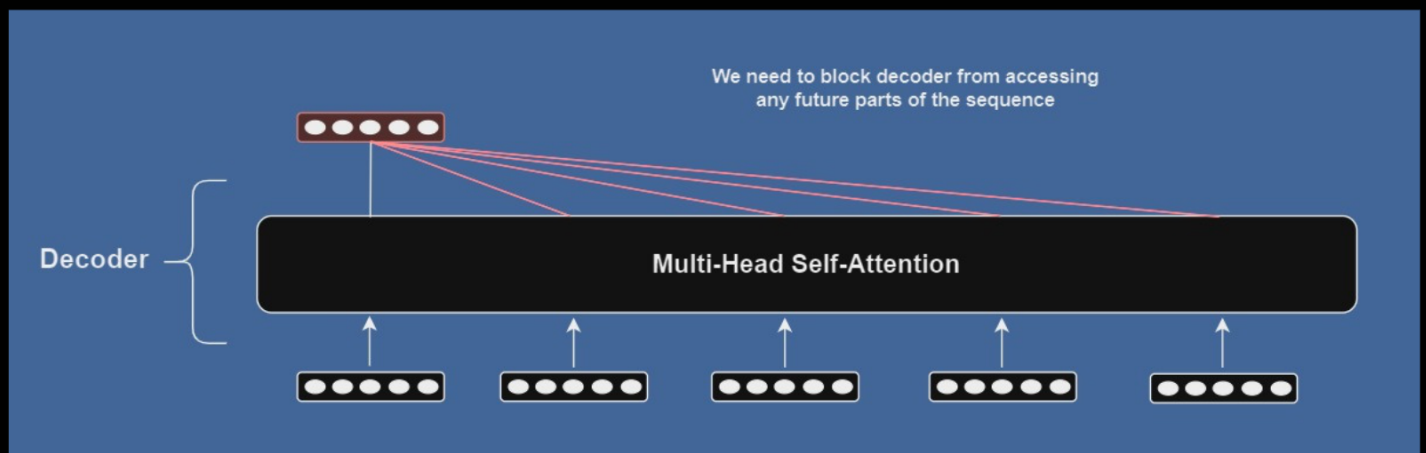 We need to block decoder from accessing
any future parts of the sequence
Decoder
Multi-Head Self-Attention